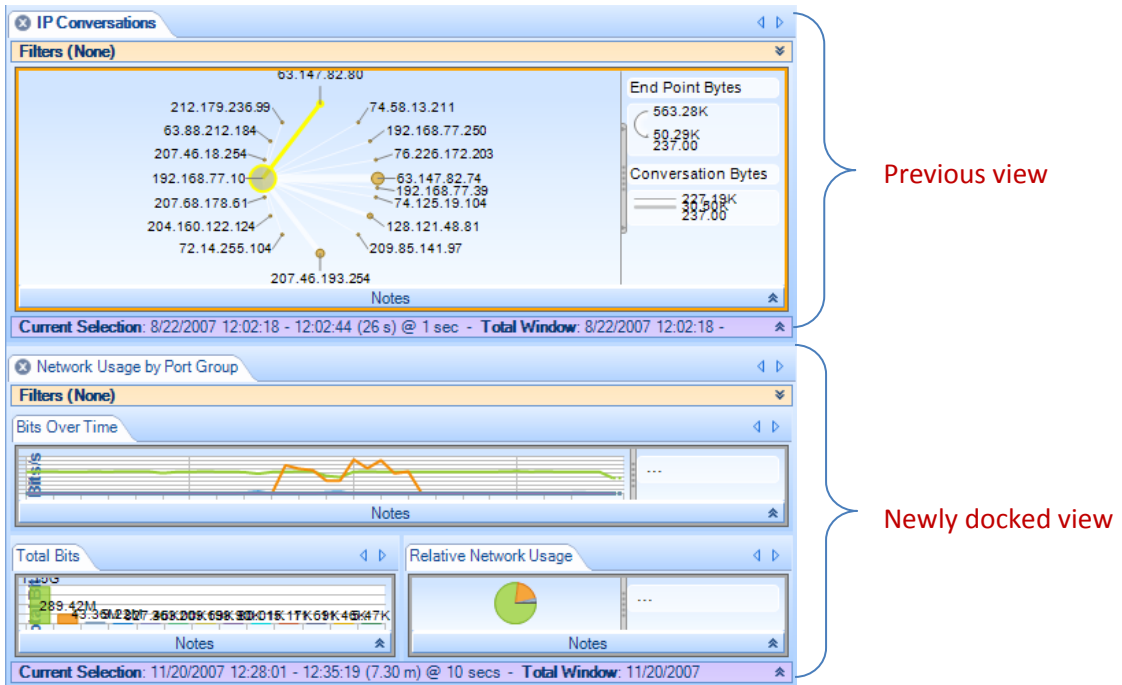 IP Conversations
Filters (None)
63.147.82.80
212.179.236.99
74.58.13.211
63.88.212.184
192.168.77.250
207.46.18.254
76.226.172.203
192.168.77.10
63.147.82.74
192.168.77.39
207.68.178.61
74.125.19.104
204.160.122.124
128.121.48.81
72.14.255.104
209.85.141.97
207.46.193.254
End Point Bytes
563.28K
50.29K
237.00
Conversation Bytes
227.19K
30.50K
237.00
Notes
Current Selection: 8/22/2007 12:02:18 - 12:02:44 (26 s) @ 1 sec - Total Window: 8/22/2007 12:02:18 -
Previous view
Network Usage by Port Group
Filters (None)
Bits Over Time
Bits/s
---
Notes
Newly docked view
Total Bits
289.42M
Notes
Relative Network Usage
---
Notes
Current Selection: 11/20/2007 12:28:01 - 12:35:19 (7.30 m) @ 10 secs - Total Window: 11/20/2007